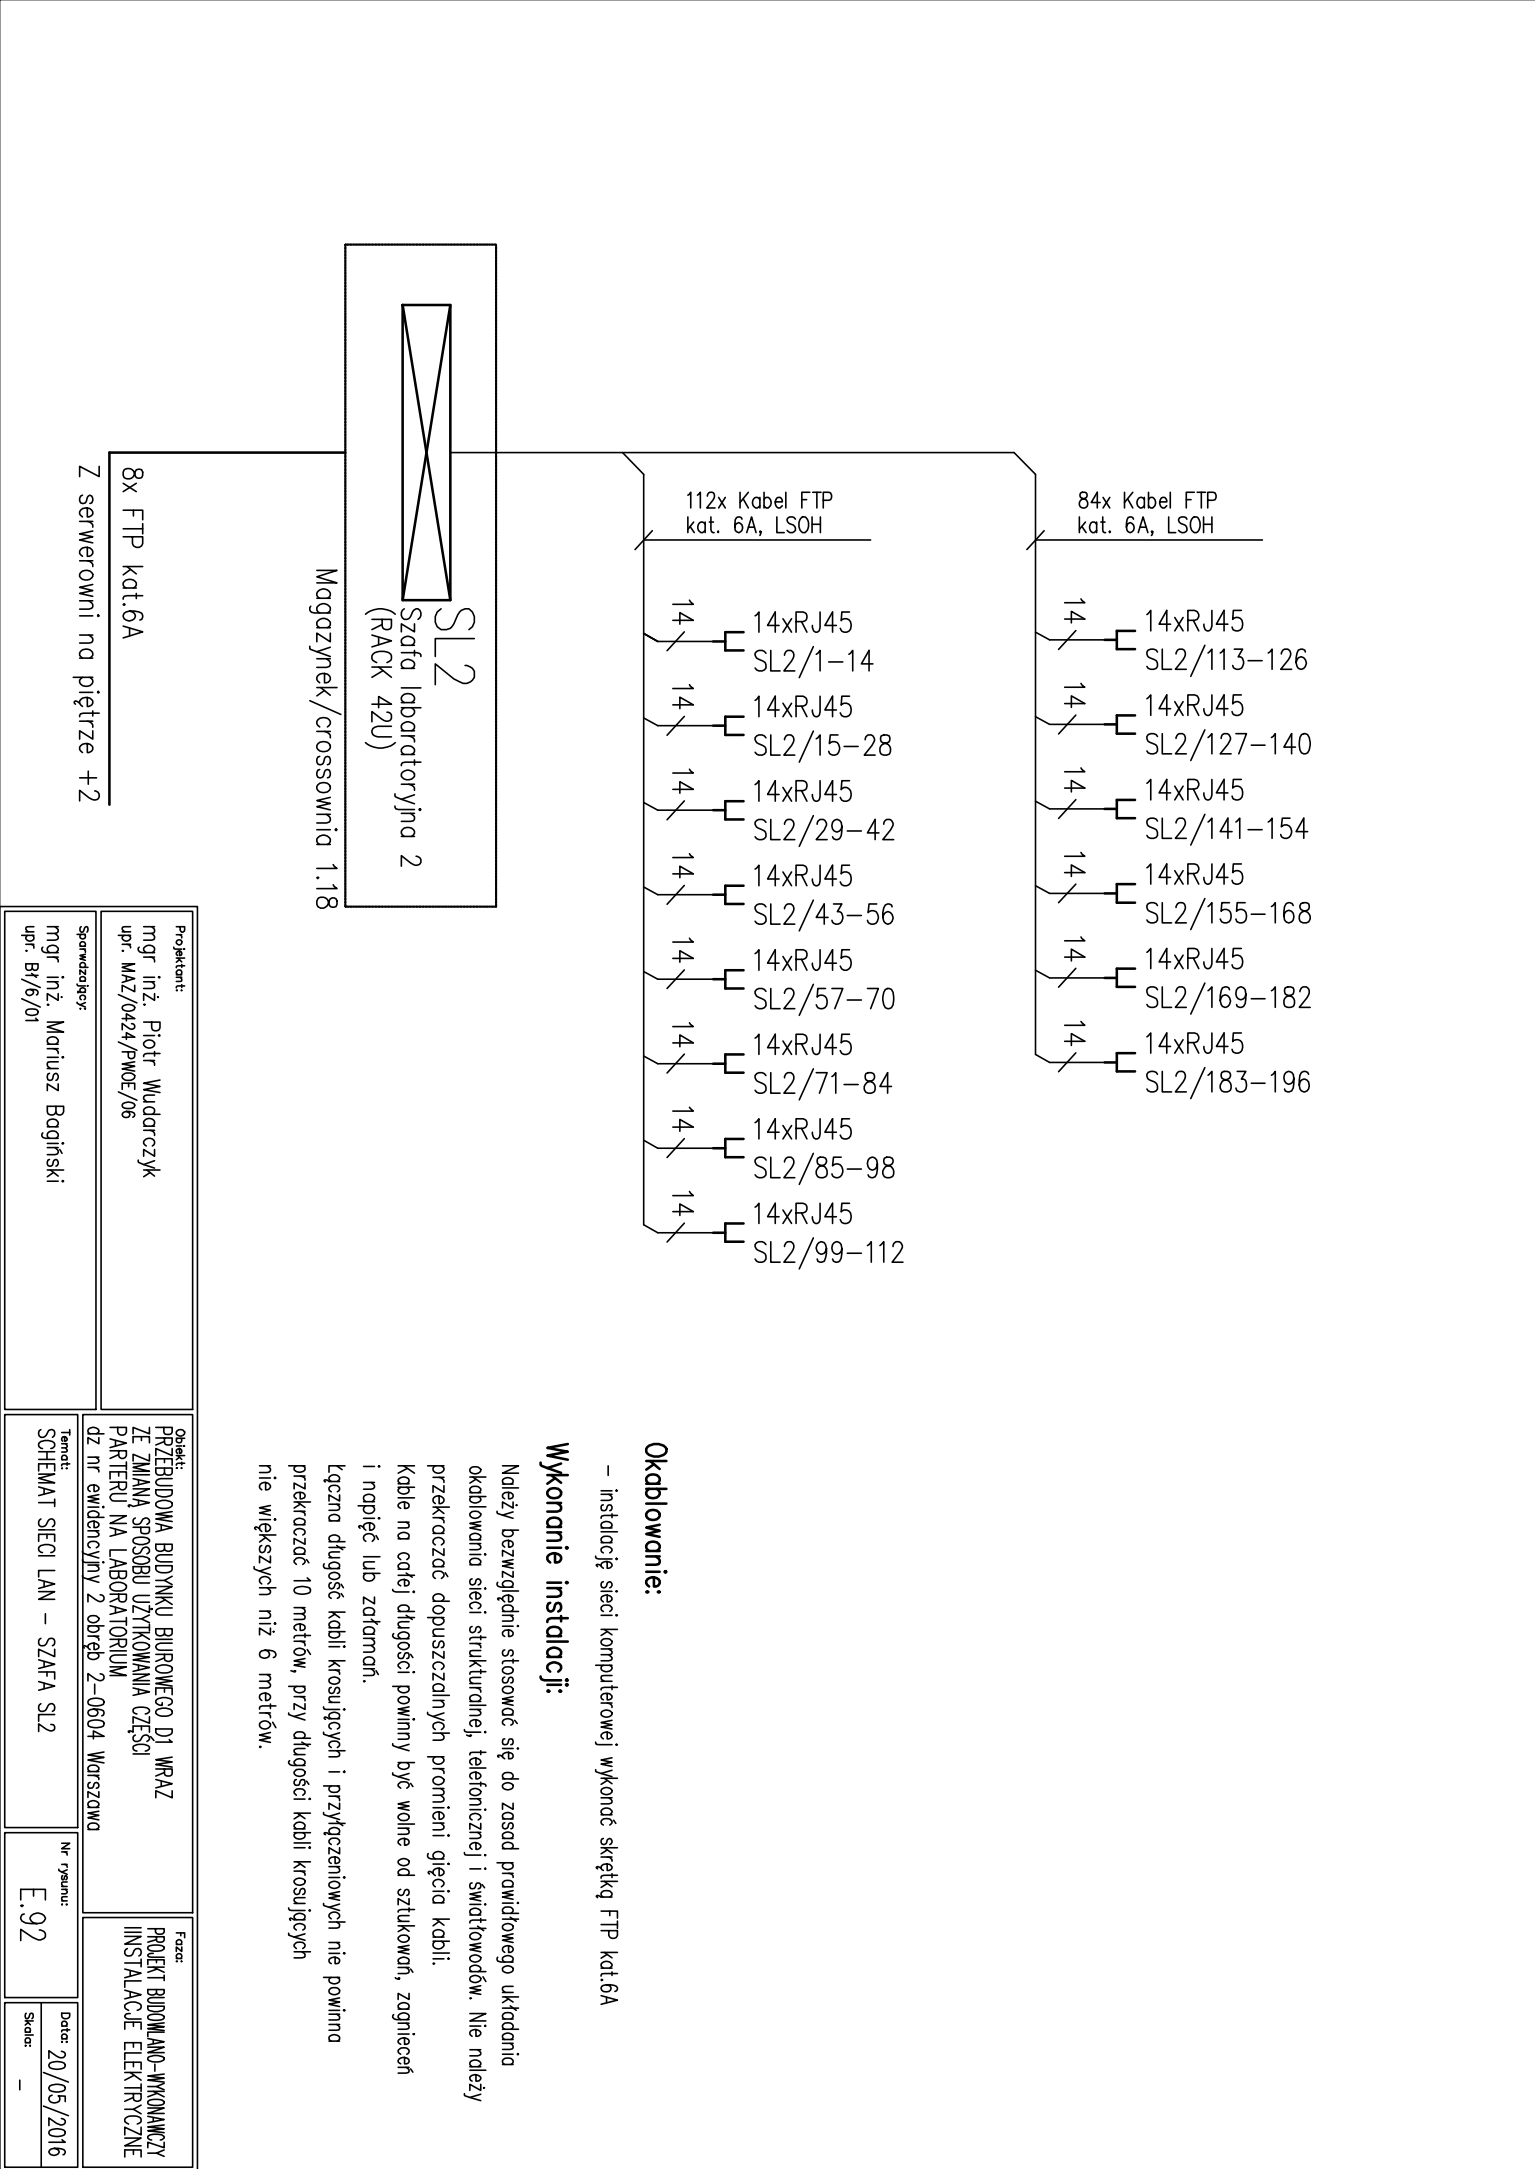 84x Kabel FTP
kat. 6A, LSOH
14
14xRJ45
SL2/113-126
14
14xRJ45
SL2/127-140
14
14xRJ45
SL2/141-154
14
14xRJ45
SL2/155-168
14
14xRJ45
SL2/169-182
14
14xRJ45
SL2/183-196
112x Kabel FTP
kat. 6A, LSOH
14
14xRJ45
SL2/1-14
14
14xRJ45
SL2/15-28
14
14xRJ45
SL2/29-42
14
14xRJ45
SL2/43-56
14
14xRJ45
SL2/57-70
14
14xRJ45
SL2/71-84
14
14xRJ45
SL2/85-98
14
14xRJ45
SL2/99-112
SL2
Szafa labaratoryjna 2
(RACK 42U)
Magazynek/crossownia 1.18
8x FTP kat.6A
Z serwerowni na piętrze +2
Okablowanie:
- instalację sieci komputerowej wykonać skrętką FTP kat.6A
Wykonanie instalacji:
Należy bezwzględnie stosować się do zasad prawidłowego układania
okablowania sieci strukturalnej, telefonicznej i światłowodów. Nie należy
przekraczać dopuszczalnych promieni gięcia kabli.
Kable na całej długości powinny być wolne od sztukowań, zagnieceń
i napięć lub załamań.
Łączna długość kabli krosujących i przyłączeniowych nie powinna
przekraczać 10 metrów, przy długości kabli krosujących
nie większych niż 6 metrów.
Projektant:
mgr inż. Piotr Wudarczyk
upr. MAZ/0424/PWOE/06
Sparwdzający:
mgr inż. Mariusz Bagiński
upr. Bł/6/01
Obiekt:
PRZEBUDOWA BUDYNKU BIUROWEGO D1 WRAZ
ZE ZMIANĄ SPOSOBU UŻYTKOWANIA CZĘŚCI
PARTERU NA LABORATORIUM
dz nr ewidencyjny 2 obręb 2-0604 Warszawa
Temat:
SCHEMAT SIECI LAN - SZAFA SL2
Faza:
PROJEKT BUDOWLANO-WYKONAWCZY
IINSTALACJE ELEKTRYCZNE
Nr rysunu:
E.92
Data: 20/05/2016
Skala: -